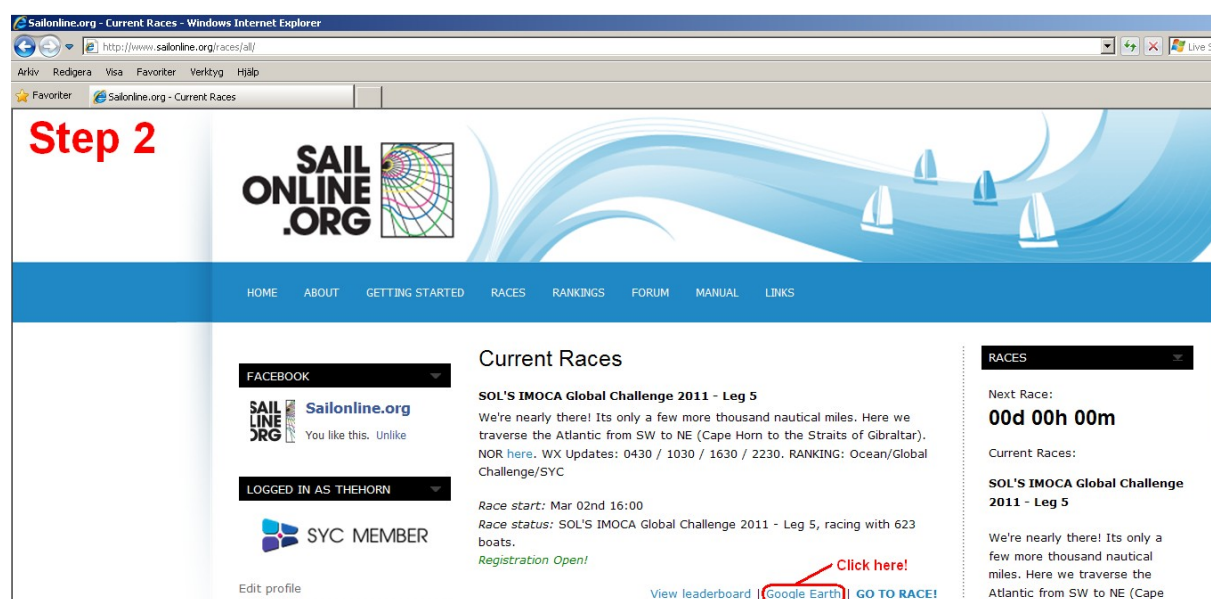 Sailonline.org - Current Races - Windows Internet Explorer
http://www.sailonline.org/races/all/
Live S
Arkiv Redigera Visa Favoriter Verktyg Hjälp
Favoriter Sailonline.org - Current Races
Step 2
SAIL
ONLINE
.ORG
HOME ABOUT GETTING STARTED RACES RANKINGS FORUM MANUAL LINKS
FACEBOOK
SAIL
LINE
ORG
Sailonline.org
You like this. Unlike
LOGGED IN AS THEHORN
SYC MEMBER
Edit profile
Current Races
SOL'S IMOCA Global Challenge 2011 - Leg 5
We're nearly there! Its only a few more thousand nautical miles. Here we
traverse the Atlantic from SW to NE (Cape Horn to the Straits of Gibraltar).
NOR here. WX Updates: 0430 / 1030 / 1630 / 2230. RANKING: Ocean/Global
Challenge/SYC
Race start: Mar 02nd 16:00
Race status: SOL'S IMOCA Global Challenge 2011 - Leg 5, racing with 623
boats.
Registration Open!
Click here!
View leaderboard | Google Earth | GO TO RACE!
RACES
Next Race:
00d 00h 00m
Current Races:
SOL'S IMOCA Global Challenge
2011 - Leg 5
We're nearly there! Its only a
few more thousand nautical
miles. Here we traverse the
Atlantic from SW to NE (Cape